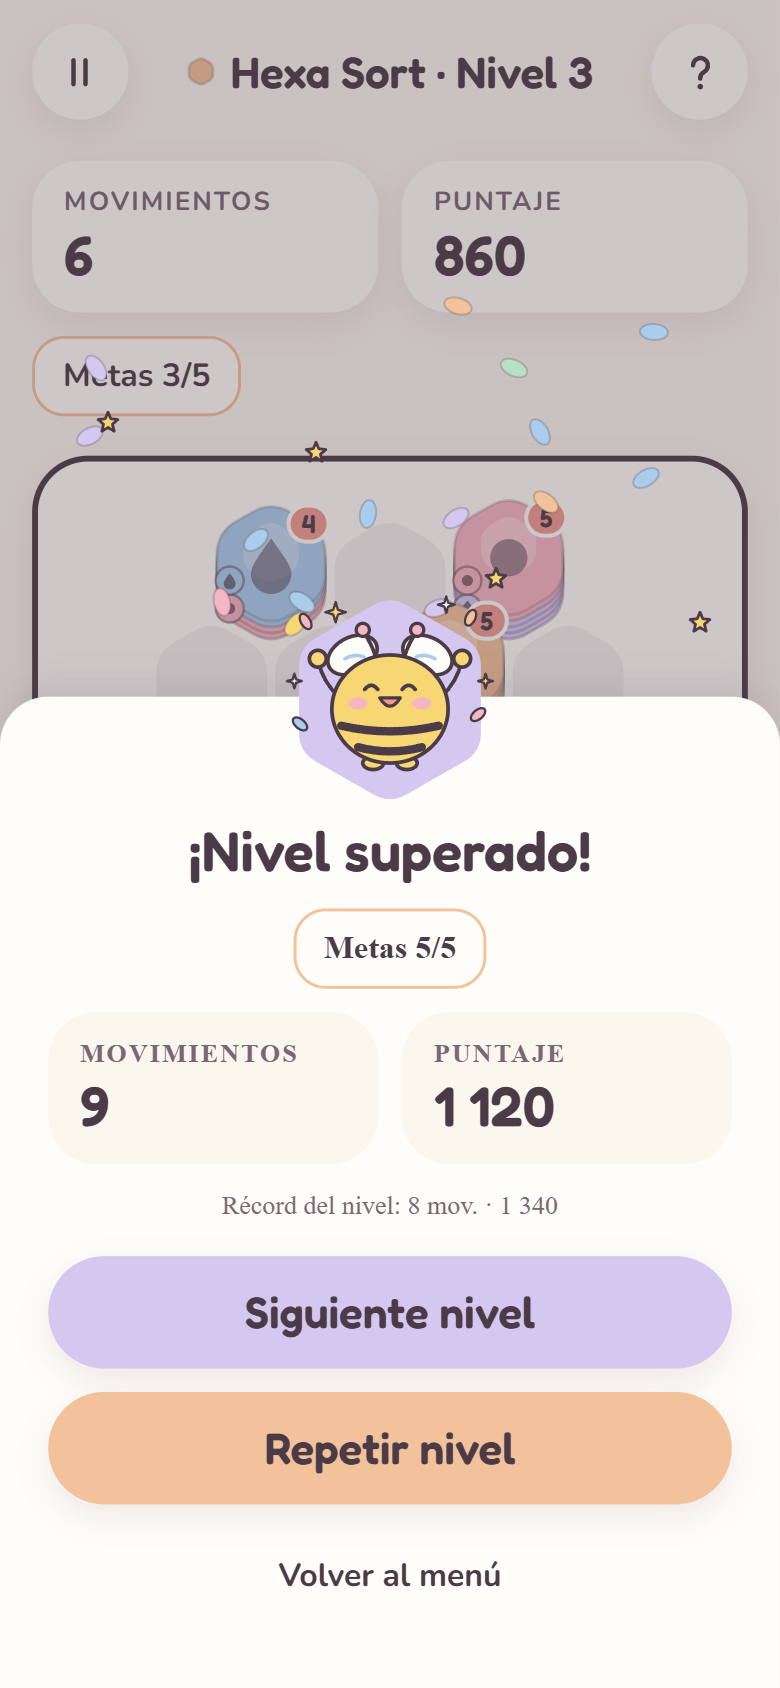 Hexa Sort · Nivel 3
?
MOVIMIENTOS
6
PUNTAJE
860
Metas 3/5
4
5
5
¡Nivel superado!
Metas 5/5
MOVIMIENTOS
9
PUNTAJE
1 120
Récord del nivel: 8 mov. · 1 340
Siguiente nivel
Repetir nivel
Volver al menú